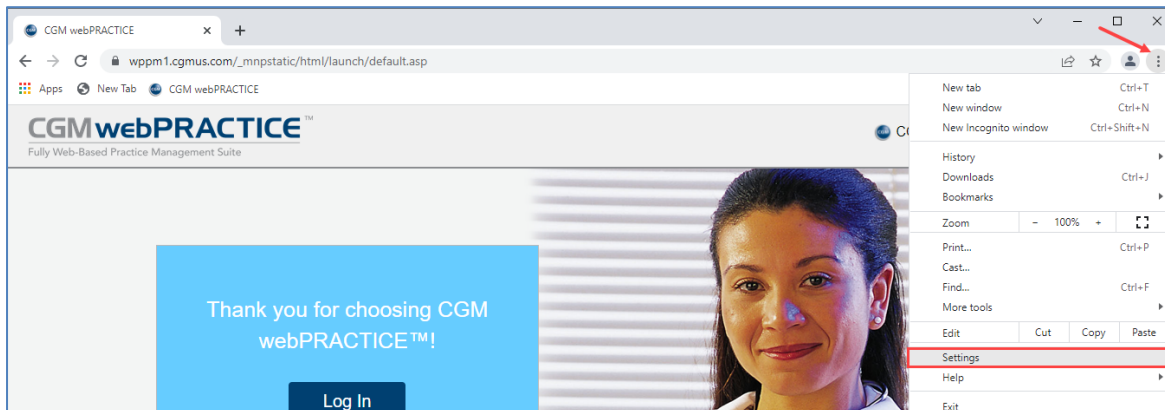 CGM webPRACTICE
wppm1.cgmus.com/_mnpstatic/html/launch/default.asp
Apps New Tab CGM webPRACTICE
CGM webPRACTICE™
Fully Web-Based Practice Management Suite
Thank you for choosing CGM
webPRACTICE™!
Log In
New tab Ctrl+T
New window Ctrl+N
New Incognito window Ctrl+Shift+N
History
Downloads Ctrl+J
Bookmarks
Zoom - 100% +
Print... Ctrl+P
Cast...
Find... Ctrl+F
More tools
Edit Cut Copy Paste
Settings
Help
Exit